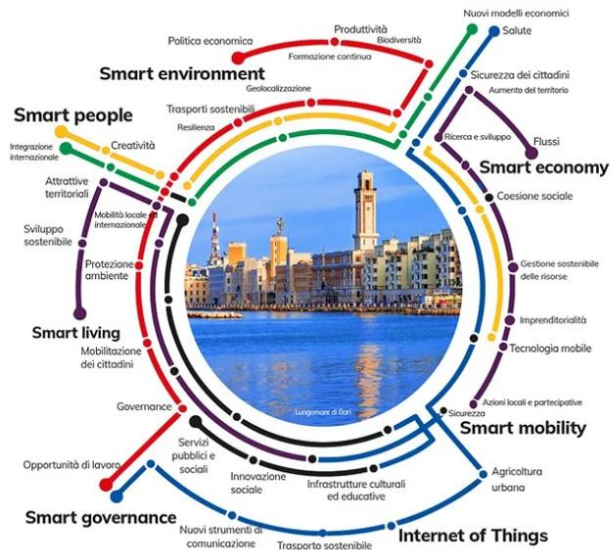 Nuovi modelli economici
Salute
Produttività
Biodiversità
Politica economica
Formazione continua
Smart environment
Sicurezza dei cittadini
Aumento del territorio
Geolocalizzazione
Trasporti sostenibili
Resilienza
Smart people
Creatività
Integrazione
internazionale
Ricerca e sviluppo
Flussi
Smart economy
Attrattive
territoriali
Coesione sociale
Mobilità locale ed
internazionale
Sviluppo
sostenibile
Protezione
ambiente
Gestione sostenibile
delle risorse
Smart living
Imprenditorialità
Mobilitazione
dei cittadini
Tecnologia mobile
Governance
Lungomare di Bari
Azioni locali e partecipative
Sicurezza
Smart mobility
Servizi
pubblici e
sociali
Opportunità di lavoro
Innovazione
sociale
Infrastrutture culturali
ed educative
Agricoltura
urbana
Smart governance
Nuovi strumenti di
comunicazione
Trasporto sostenibile
Internet of Things